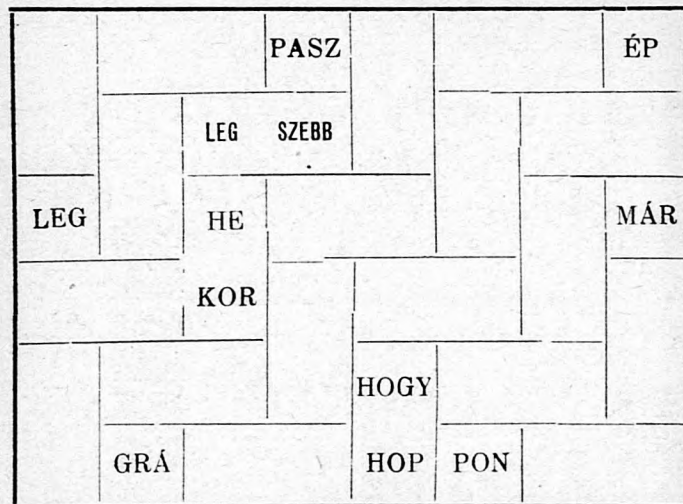 PASZ ÉP
LEG SZEBB
LEG HE MÁR
KOR
HOGY
GRÁ HOP PON